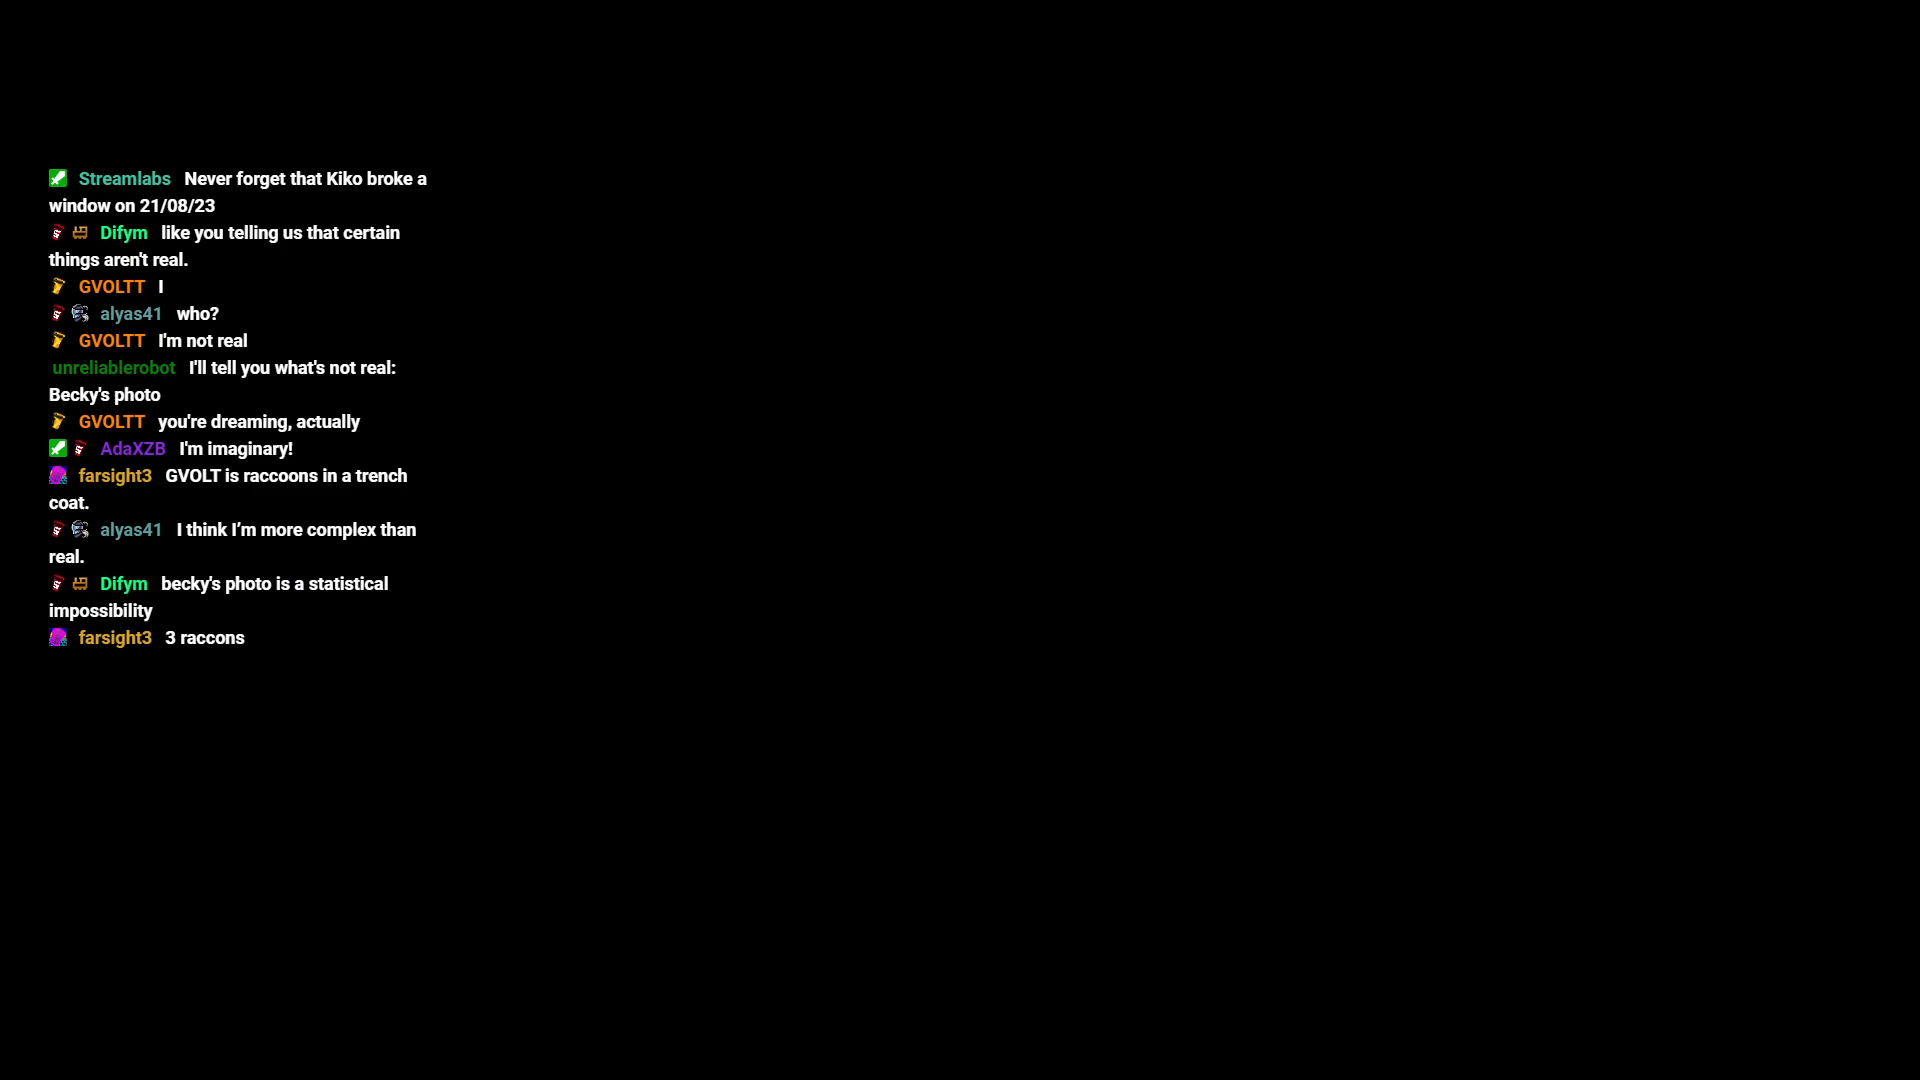 Streamlabs Never forget that Kiko broke a
window on 21/08/23
Difym like you telling us that certain
things aren't real.
GVOLTT I
alyas41 who?
GVOLTT I'm not real
unreliablerobot I'll tell you what's not real:
Becky's photo
GVOLTT you're dreaming, actually
AdaXZB I'm imaginary!
farsight3 GVOLT is raccoons in a trench
coat.
alyas41 I think I’m more complex than
real.
Difym becky's photo is a statistical
impossibility
farsight3 3 raccons